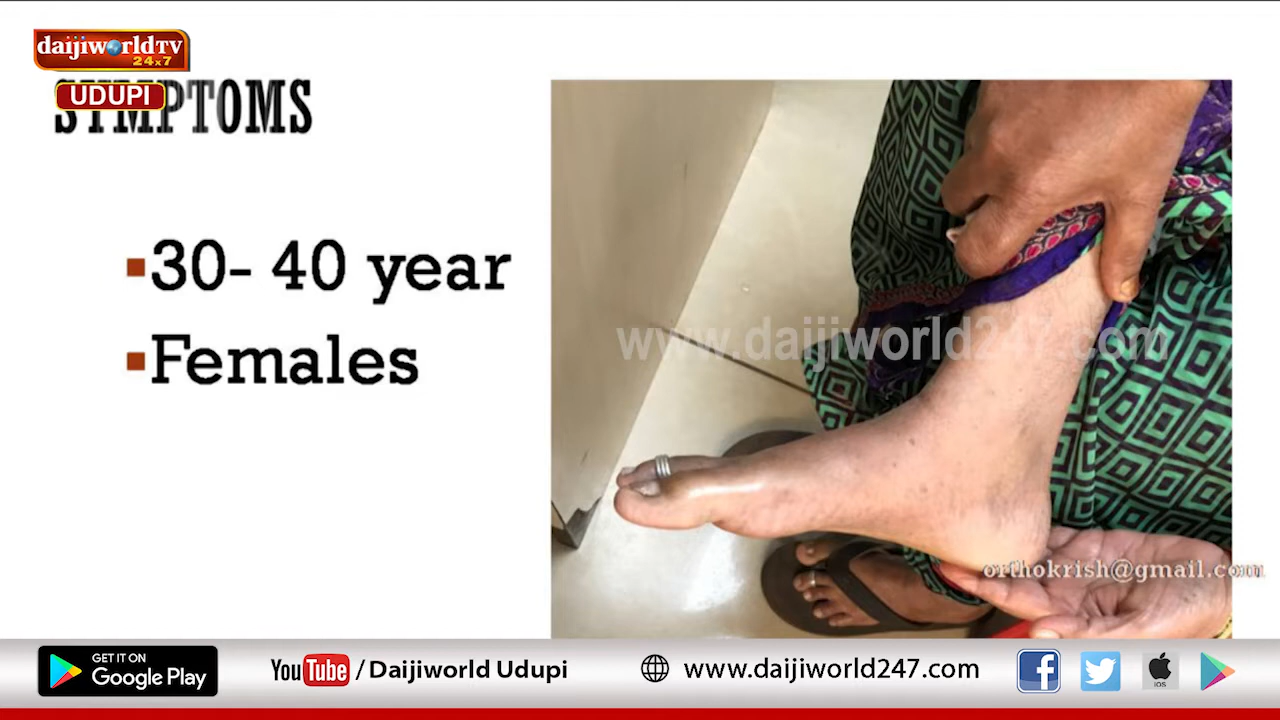 daijiworldTV
24x7
UDUPI
SYMPTOMS
30- 40 year
Females
www.daijiworld247.com
orthokrish@gmail.com
GET IT ON
Google Play
YouTube / Daijiworld Udupi
www.daijiworld247.com
iOS